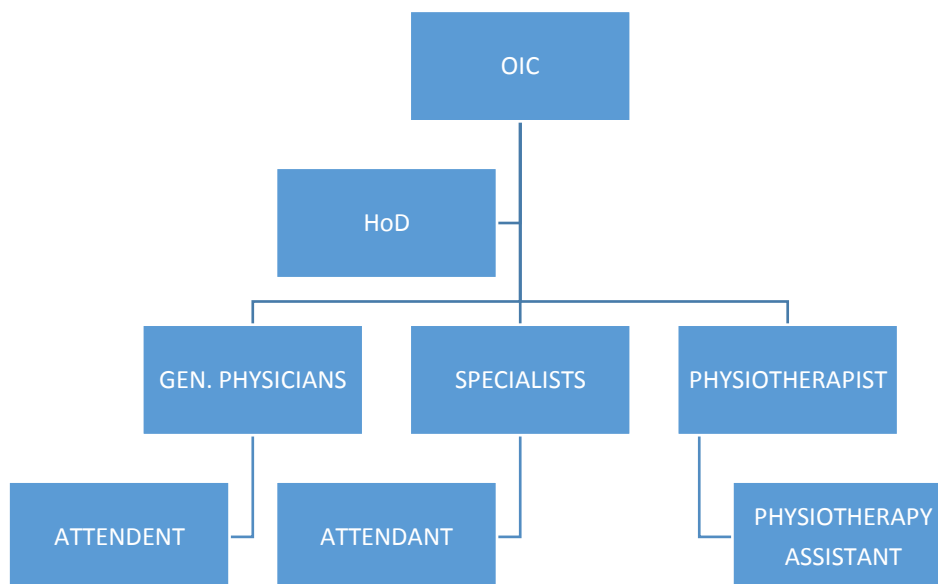 OIC
HoD
GEN. PHYSICIANS
SPECIALISTS
PHYSIOTHERAPIST
ATTENDENT
ATTENDANT
PHYSIOTHERAPY
ASSISTANT